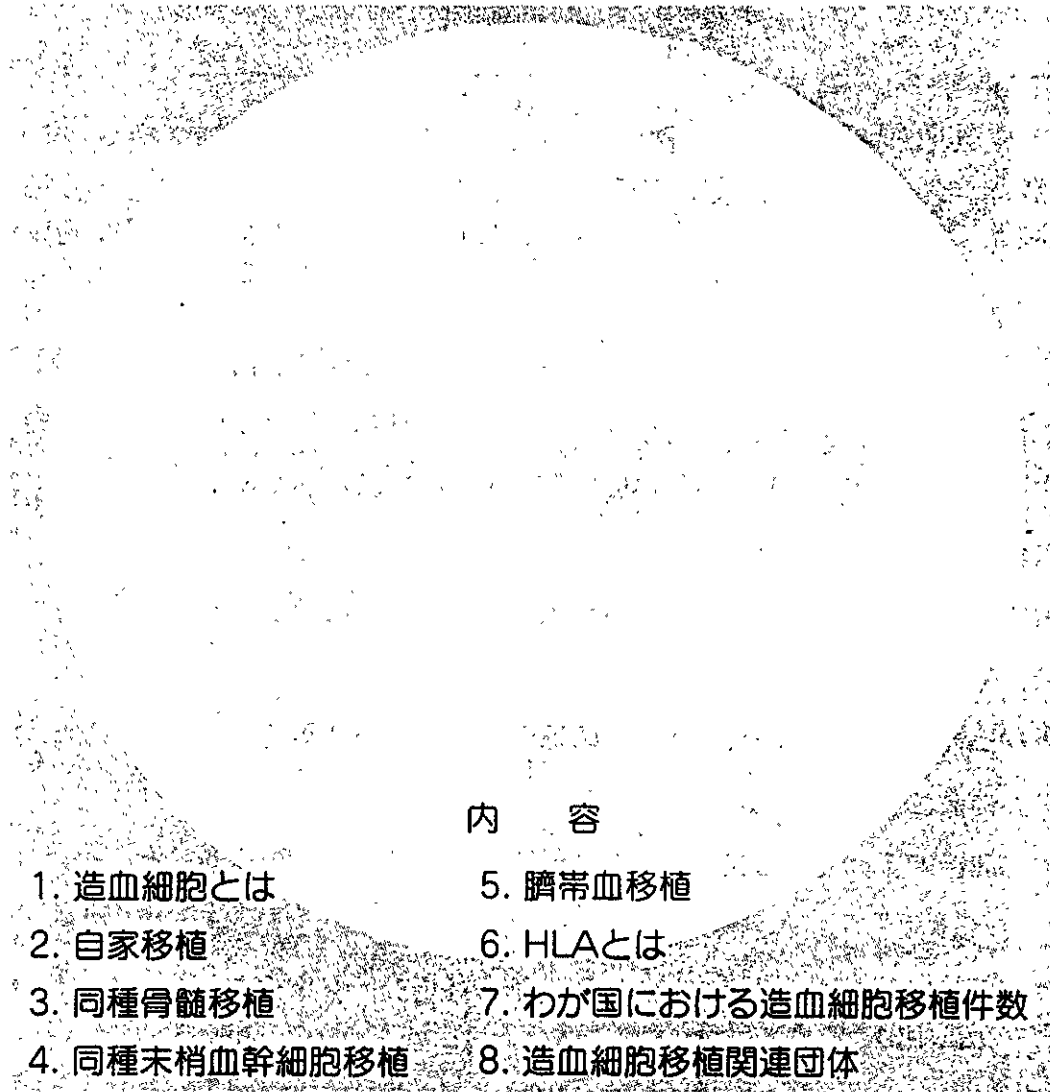 内 容
1. 造血細胞とは
2. 自家移植
3. 同種骨髄移植
4. 同種末梢血幹細胞移植
5. 臍帯血移植
6. HLAとは
7. わが国における造血細胞移植件数
8. 造血細胞移植関連団体